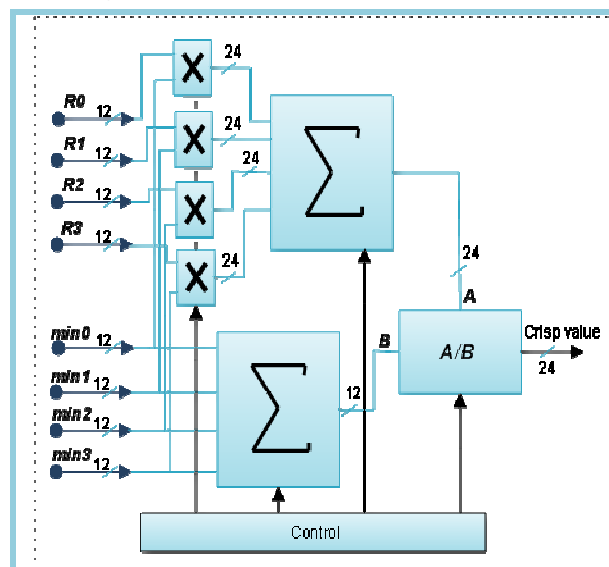 24
R0
12
X
R1
12
24
X
R2
12
24
X
R3
12
24
X
Σ
24
A
min0
12
min1
12
min2
12
min3
12
Σ
12
B
A/B
Crisp value
24
Control